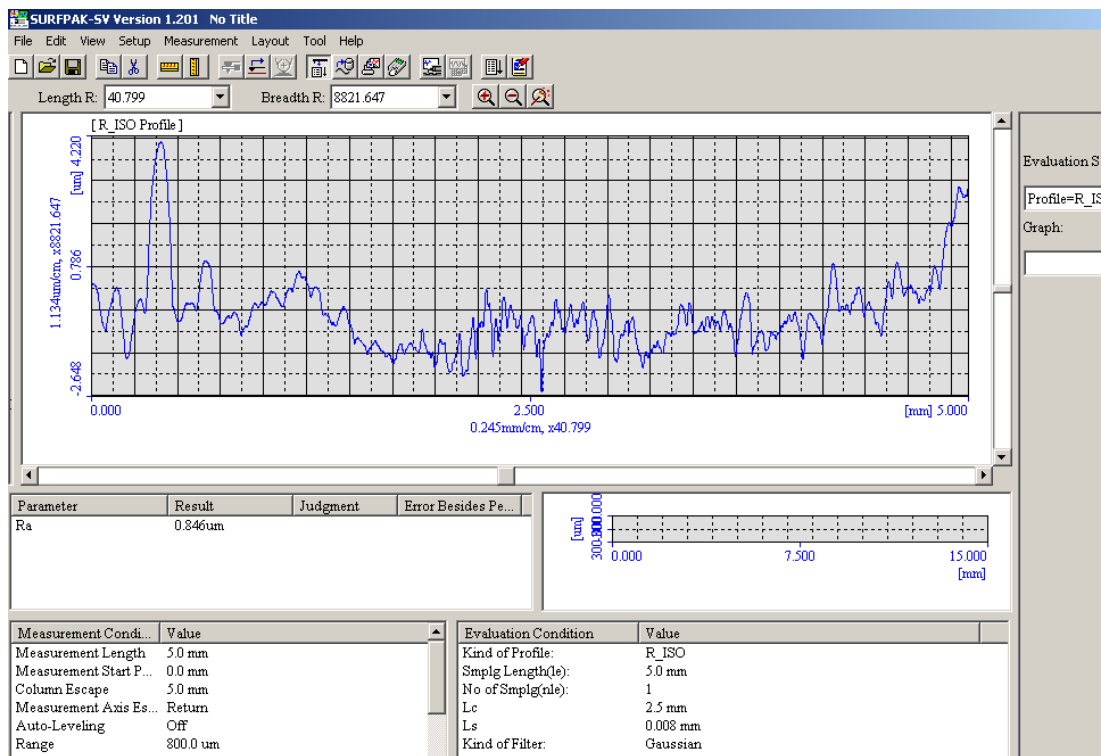 SURFPAK-SV Version 1.201 No Title
File Edit View Setup Measurement Layout Tool Help
Length R: 40.799 Breadth R: 8821.647
[ R_ISO Profile ]
1.134um/cm, x8821.647
[um] 4.220
0.786
-2.648
0.000 2.500 [mm] 5.000
0.245mm/cm, x40.799
Evaluation S
Profile=R_IS
Graph:
Parameter Result Judgment Error Besides Pe...
Ra 0.846um
[um]
0.000 7.500 15.000
[mm]
Measurement Condi... Value
Measurement Length 5.0 mm
Measurement Start P... 0.0 mm
Column Escape 5.0 mm
Measurement Axis Es... Return
Auto-Leveling Off
Range 800.0 um
Evaluation Condition Value
Kind of Profile: R_ISO
Smplg Length(le): 5.0 mm
No of Smplg(nle): 1
Lc 2.5 mm
Ls 0.008 mm
Kind of Filter: Gaussian